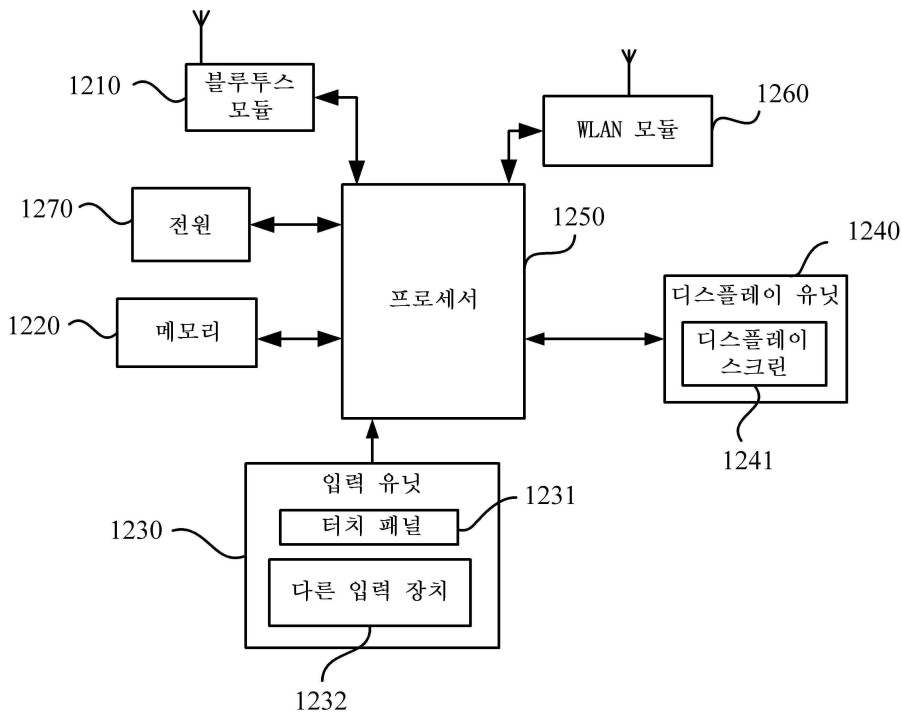 1210
블루투스
모듈
1260
WLAN 모듈
1270
전원
1250
프로세서
1240
디스플레이 유닛
디스플레이
스크린
1241
1220
메모리
입력 유닛
1230
터치 패널
1231
다른 입력 장치
1232